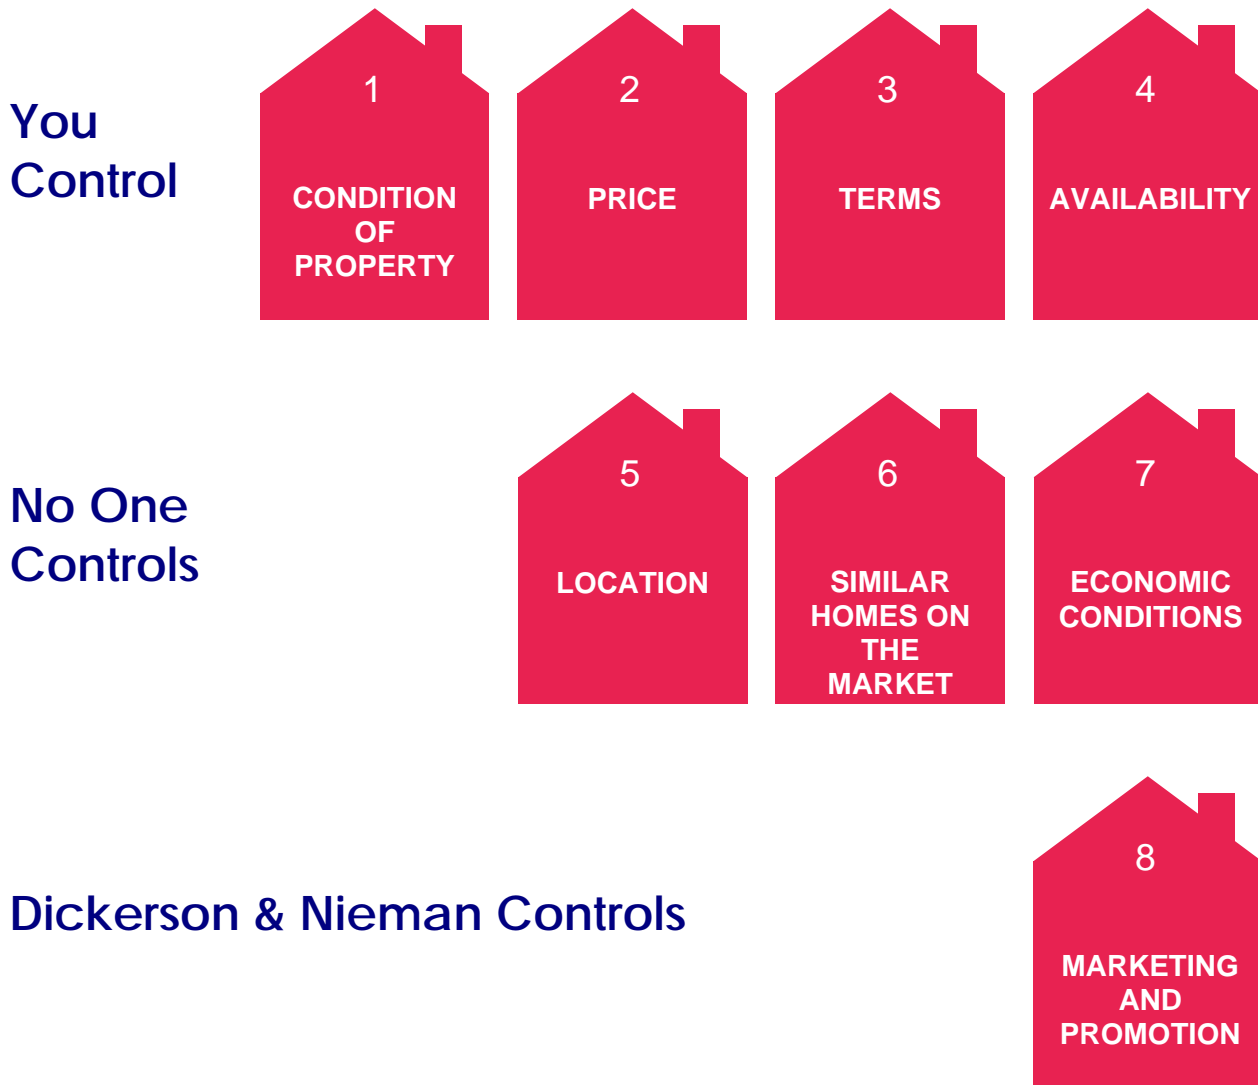 You
Control
1
CONDITION
OF
PROPERTY
2
PRICE
3
TERMS
4
AVAILABILITY
No One
Controls
5
LOCATION
6
SIMILAR
HOMES ON
THE
MARKET
7
ECONOMIC
CONDITIONS
Dickerson & Nieman Controls
8
MARKETING
AND
PROMOTION